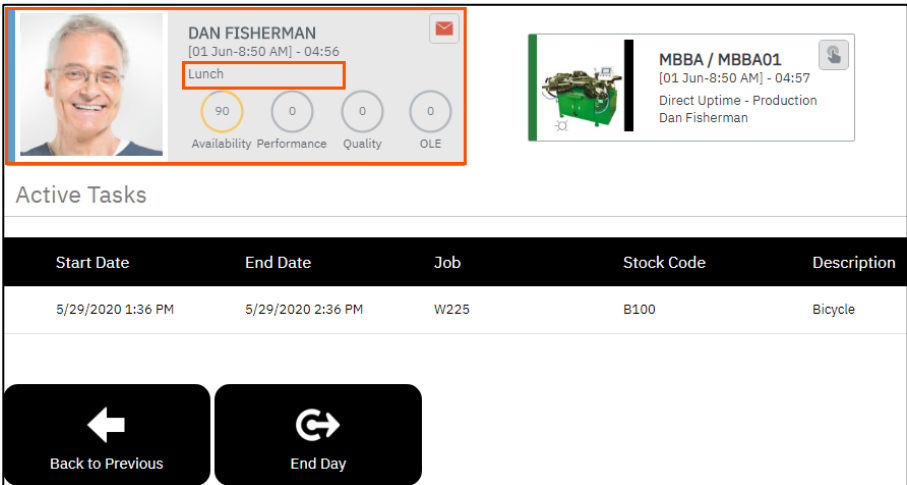 DAN FISHERMAN
[01 Jun-8:50 AM] - 04:56
Lunch
90 0 0 0
Availability Performance Quality OLE
MBBA / MBBA01
[01 Jun-8:50 AM] - 04:57
Direct Uptime - Production
Dan Fisherman
Active Tasks
Start Date End Date Job Stock Code Description
5/29/2020 1:36 PM 5/29/2020 2:36 PM W225 B100 Bicycle
Back to Previous End Day